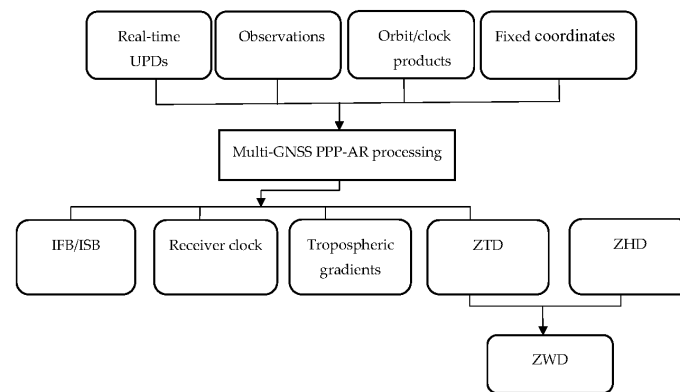 Real-time
UPDs
Observations
Orbit/clock
products
Fixed coordinates
Multi-GNSS PPP-AR processing
IFB/ISB
Receiver clock
Tropospheric
gradients
ZTD
ZHD
ZWD